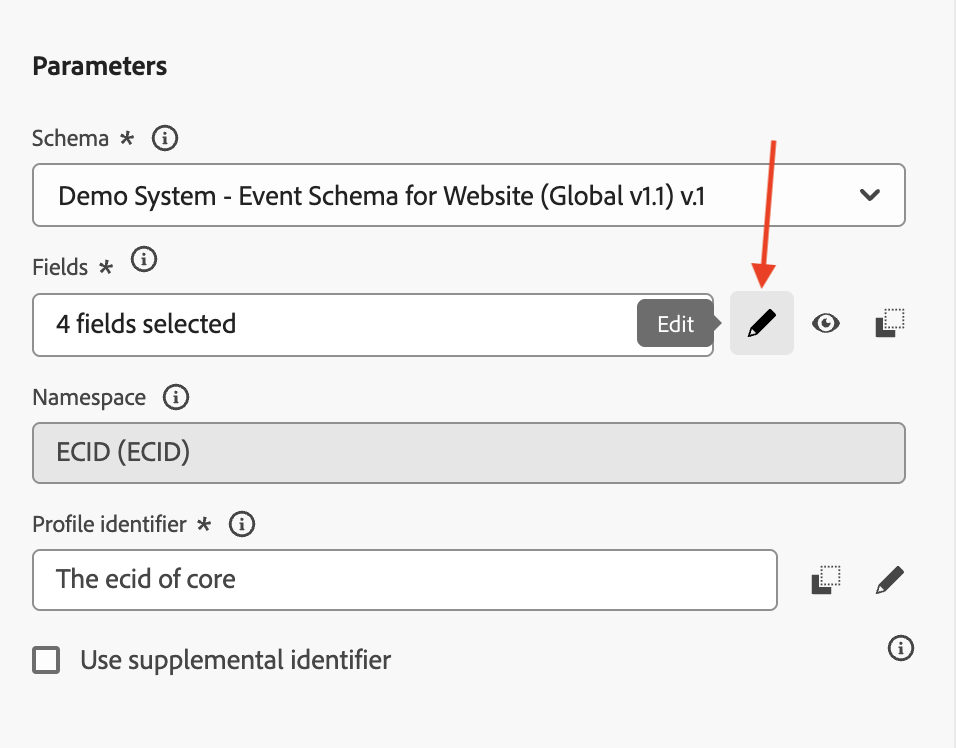 Parameters
Schema *
Demo System - Event Schema for Website (Global v1.1) v.1
Fields *
4 fields selected
Edit
Namespace
ECID (ECID)
Profile identifier *
The ecid of core
Use supplemental identifier